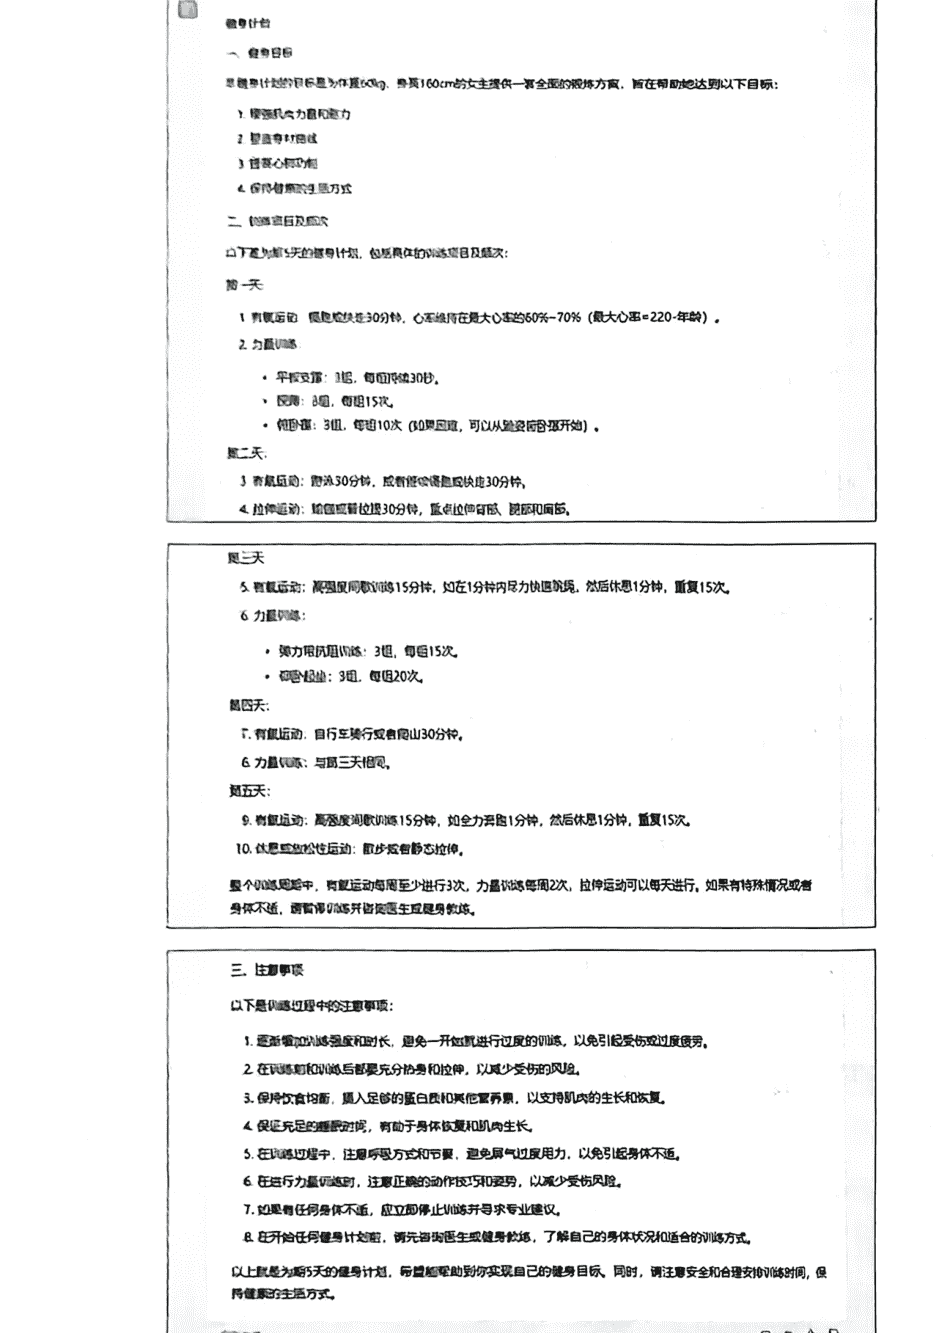 健身计划
一、健身目标
本健身计划的目标是为体重60kg，身高160cm的女士提供一套全面的锻炼方案，旨在帮助她达到以下目标：
1. 增强肌肉力量和耐力
2. 塑造身材曲线
3. 提高心肺功能
4. 保持健康的生活方式
二、训练项目及频次
以下是为期5天的健身计划，包括具体的训练项目及频次：
第一天
1. 有氧运动：慢跑或快走30分钟，心率维持在最大心率的60%-70%（最大心率=220-年龄）。
2. 力量训练
• 平板支撑：3组，每组持续30秒。
• 深蹲：3组，每组15次。
• 俯卧撑：3组，每组10次（如果困难，可以从跪姿俯卧撑开始）。
第二天：
3. 有氧运动：游泳30分钟，或者继续慢跑或快走30分钟。
4. 拉伸运动：瑜伽或普拉提30分钟，重点拉伸背部、腿部和肩部。
第三天
5. 有氧运动：高强度间歇训练15分钟，如在1分钟内尽力快速跳绳，然后休息1分钟，重复15次。
6. 力量训练：
• 弹力带抗阻训练：3组，每组15次。
• 仰卧起坐：3组，每组20次。
第四天：
7. 有氧运动：自行车骑行或者爬山30分钟。
8. 力量训练：与第三天相同。
第五天：
9. 有氧运动：高强度间歇训练15分钟，如全力奔跑1分钟，然后休息1分钟，重复15次。
10. 休息或放松性运动：散步或者静态拉伸。
整个训练周期中，有氧运动每周至少进行3次，力量训练每周2次，拉伸运动可以每天进行。如果有特殊情况或者
身体不适，请暂停训练并咨询医生或健身教练。
三、注意事项
以下是训练过程中的注意事项：
1. 逐渐增加训练强度和时长，避免一开始就进行过度的训练，以免引起受伤或过度疲劳。
2. 在训练前和训练后都要充分热身和拉伸，以减少受伤的风险。
3. 保持饮食均衡，摄入足够的蛋白质和其他营养素，以支持肌肉的生长和恢复。
4. 保证充足的睡眠时间，有助于身体恢复和肌肉生长。
5. 在训练过程中，注意呼吸方式和节奏，避免屏气过度用力，以免引起身体不适。
6. 在进行力量训练时，注意正确的动作技巧和姿势，以减少受伤风险。
7. 如果有任何身体不适，应立即停止训练并寻求专业建议。
8. 在开始任何健身计划前，请先咨询医生或健身教练，了解自己的身体状况和适合的训练方式。
以上就是为期5天的健身计划，希望能帮助到你实现自己的健身目标。同时，请注意安全和合理安排训练时间，保
持健康的生活方式。